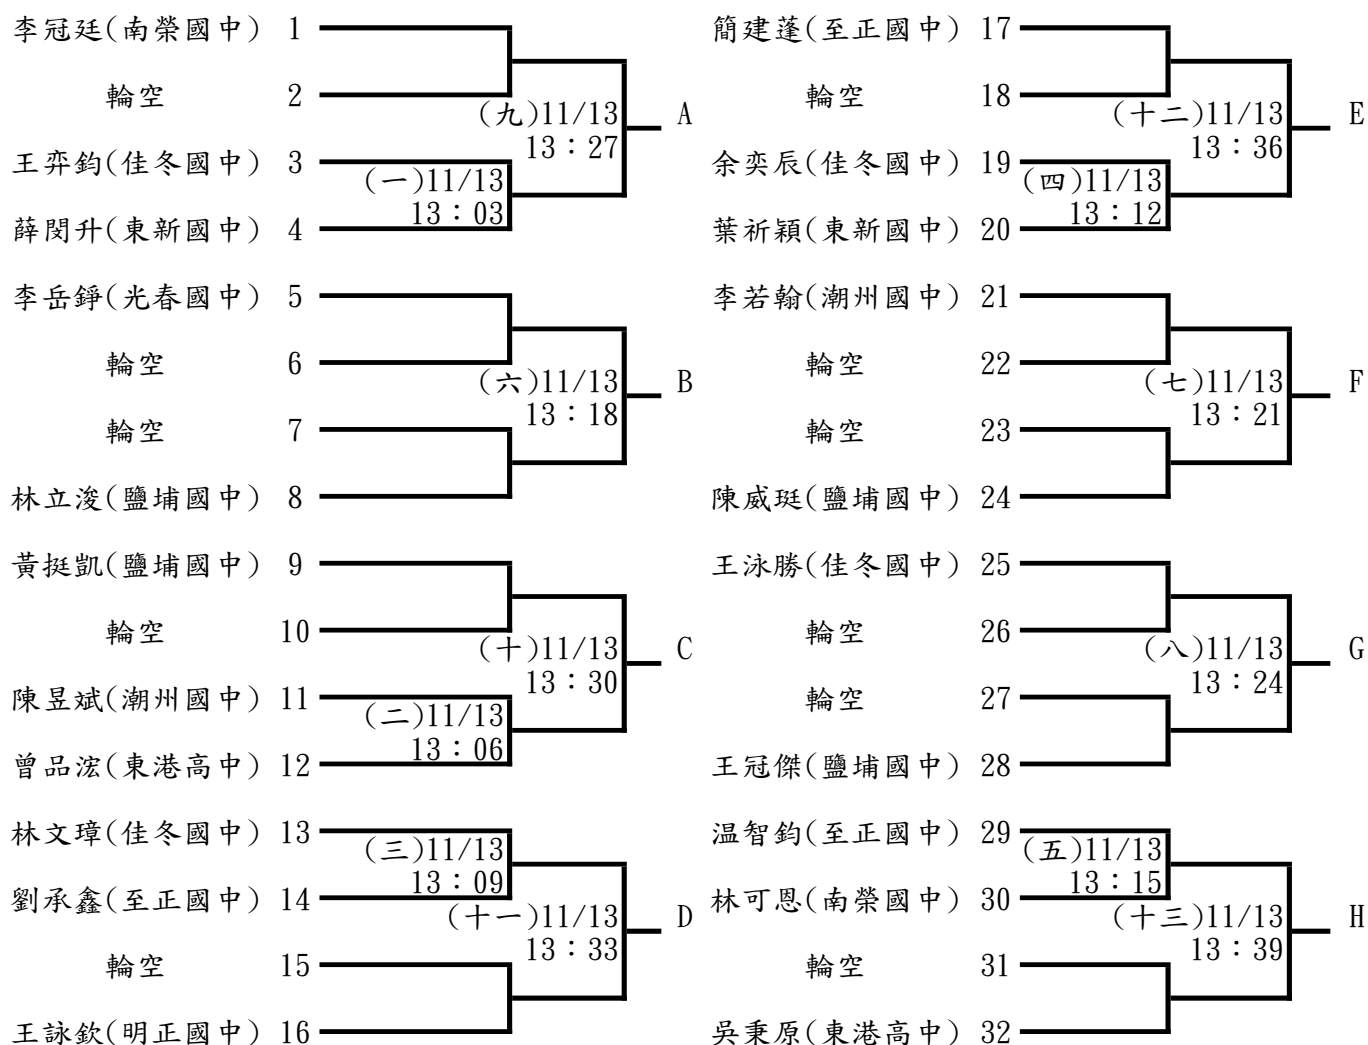 李冠廷(南榮國中) 1
輪空 2
(九)11/13
13：27
A
王弈鈞(佳冬國中) 3
(一)11/13
13：03
薛閔升(東新國中) 4
李岳錚(光春國中) 5
輪空 6
(六)11/13
13：18
B
輪空 7
林立浚(鹽埔國中) 8
黃挺凱(鹽埔國中) 9
輪空 10
(十)11/13
13：30
C
陳昱斌(潮州國中) 11
(二)11/13
13：06
曾品浤(東港高中) 12
林文璋(佳冬國中) 13
(三)11/13
13：09
劉承鑫(至正國中) 14
(十一)11/13
13：33
D
輪空 15
王詠欽(明正國中) 16
簡建蓬(至正國中) 17
輪空 18
(十二)11/13
13：36
E
余奕辰(佳冬國中) 19
(四)11/13
13：12
葉祈穎(東新國中) 20
李若翰(潮州國中) 21
輪空 22
(七)11/13
13：21
F
輪空 23
陳威珽(鹽埔國中) 24
王泳勝(佳冬國中) 25
輪空 26
(八)11/13
13：24
G
輪空 27
王冠傑(鹽埔國中) 28
温智鈞(至正國中) 29
(五)11/13
13：15
林可恩(南榮國中) 30
(十三)11/13
13：39
H
輪空 31
吳秉原(東港高中) 32